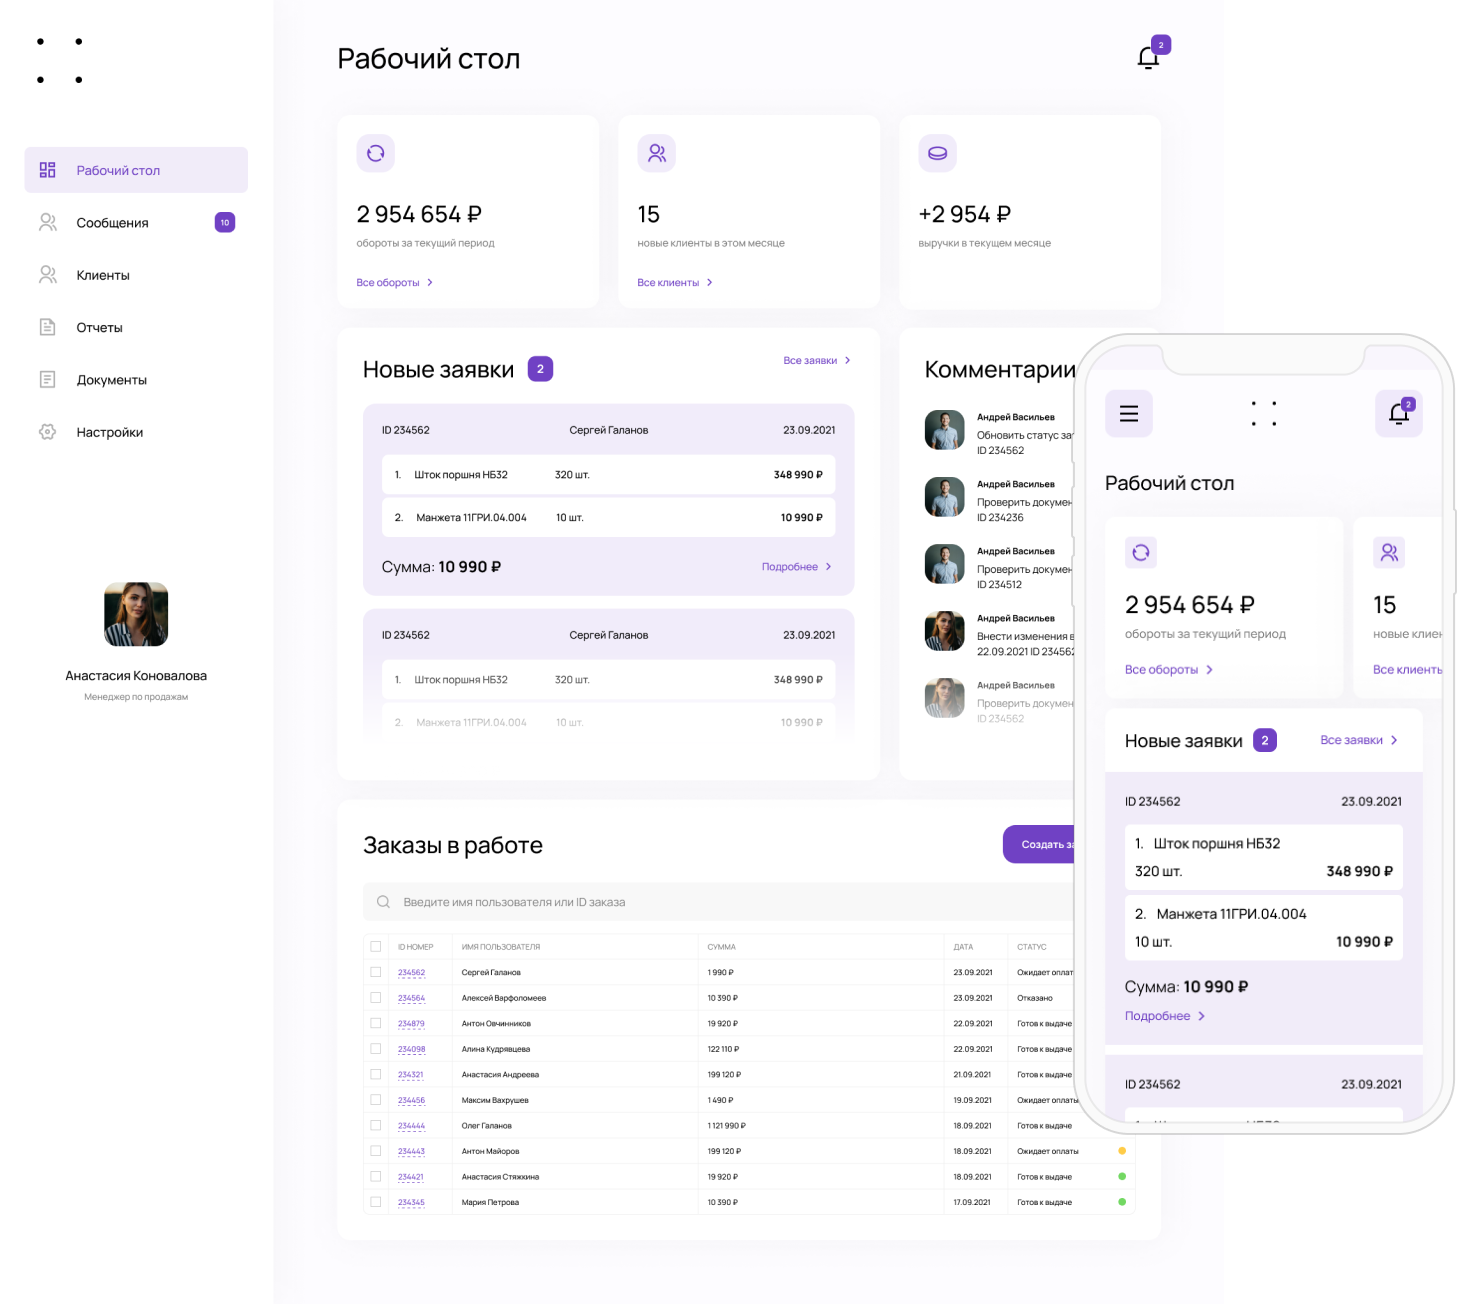 Рабочий стол
Сообщения 10
Клиенты
Отчеты
Документы
Настройки
Анастасия Коновалова
Менеджер по продажам
Рабочий стол
2
2 954 654 ₽
обороты за текущий период
Все обороты
15
новые клиенты в этом месяце
Все клиенты
+2 954 ₽
выручки в текущем месяце
Новые заявки 2
Все заявки
ID 234562 Сергей Галанов 23.09.2021
1. Шток поршня НБ32 320 шт. 348 990 ₽
2. Манжета 11ГРИ.04.004 10 шт. 10 990 ₽
Сумма: 10 990 ₽ Подробнее
ID 234562 Сергей Галанов 23.09.2021
1. Шток поршня НБ32 320 шт. 348 990 ₽
2. Манжета 11ГРИ.04.004 10 шт. 10 990 ₽
Комментарии
Андрей Васильев
Обновить статус
ID 234562
Андрей Васильев
Проверить
ID 234236
Андрей Васильев
Проверить
ID 234512
Андрей Васильев
Внести изменения в
22.09.2021 ID 234562
Андрей Васильев
Проверить
ID 234562
Заказы в работе
Создать
Введите имя пользователя или ID заказа
ID НОМЕР ИМЯ ПОЛЬЗОВАТЕЛЯ СУММА ДАТА СТАТУС
234562 Сергей Галанов 1 990 ₽ 23.09.2021 Ожидает
234564 Алексей Варфоломеев 10 390 ₽ 23.09.2021 Отказано
234879 Антон Овчинников 19 920 ₽ 22.09.2021 Готов к выдаче
234098 Алина Кудрявцева 122 110 ₽ 22.09.2021 Готов к выдаче
234321 Анастасия Андреева 199 120 ₽ 21.09.2021 Готов к выдаче
234456 Максим Вахрушев 1 490 ₽ 19.09.2021 Ожидает оплаты
234444 Олег Галанов 1 121 990 ₽ 18.09.2021 Готов к выдаче
234443 Антон Майоров 199 120 ₽ 18.09.2021 Ожидает оплаты
234421 Анастасия Стяжкина 19 920 ₽ 18.09.2021 Готов к выдаче
234345 Мария Петрова 10 390 ₽ 17.09.2021 Готов к выдаче
2
Рабочий стол
2 954 654 ₽
обороты за текущий период
Все обороты
15
новые
Все клиенты
Новые заявки 2 Все заявки
ID 234562 23.09.2021
1. Шток поршня НБ32
320 шт. 348 990 ₽
2. Манжета 11ГРИ.04.004
10 шт. 10 990 ₽
Сумма: 10 990 ₽
Подробнее
ID 234562 23.09.2021